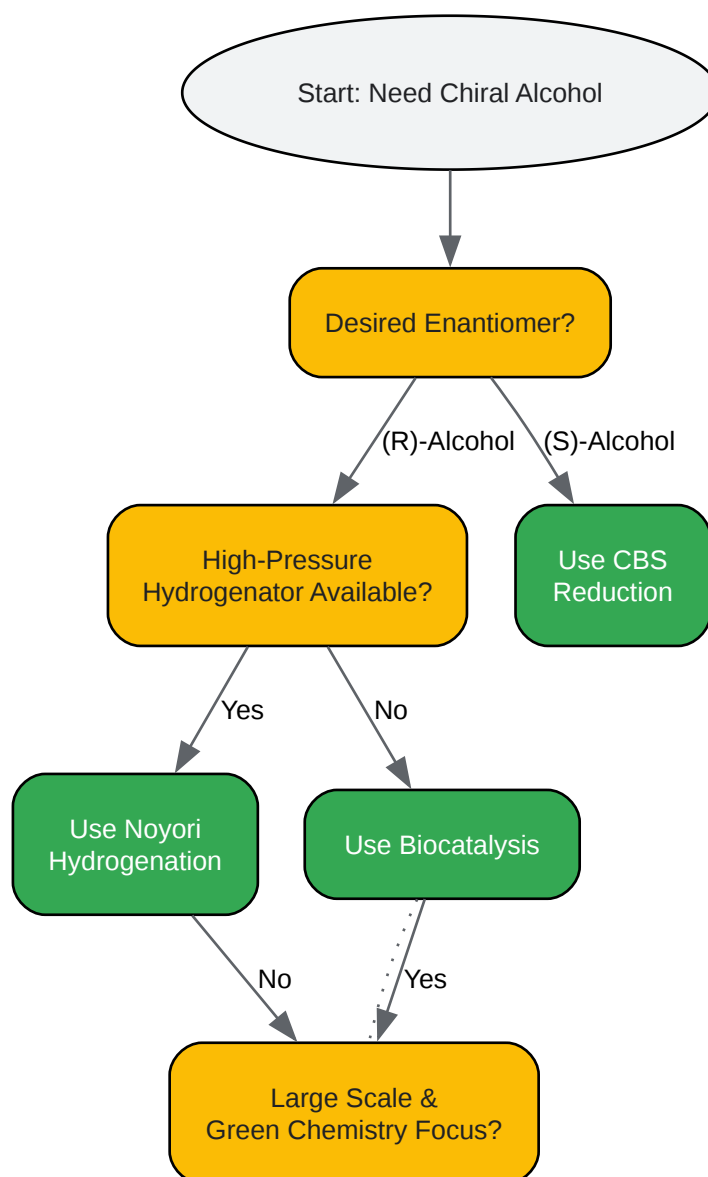 Start: Need Chiral Alcohol
Desired Enantiomer?
(R)-Alcohol
(S)-Alcohol
High-Pressure
Hydrogenator Available?
Use CBS
Reduction
Yes
No
Use Noyori
Hydrogenation
Use Biocatalysis
No
Yes
Large Scale &
Green Chemistry Focus?